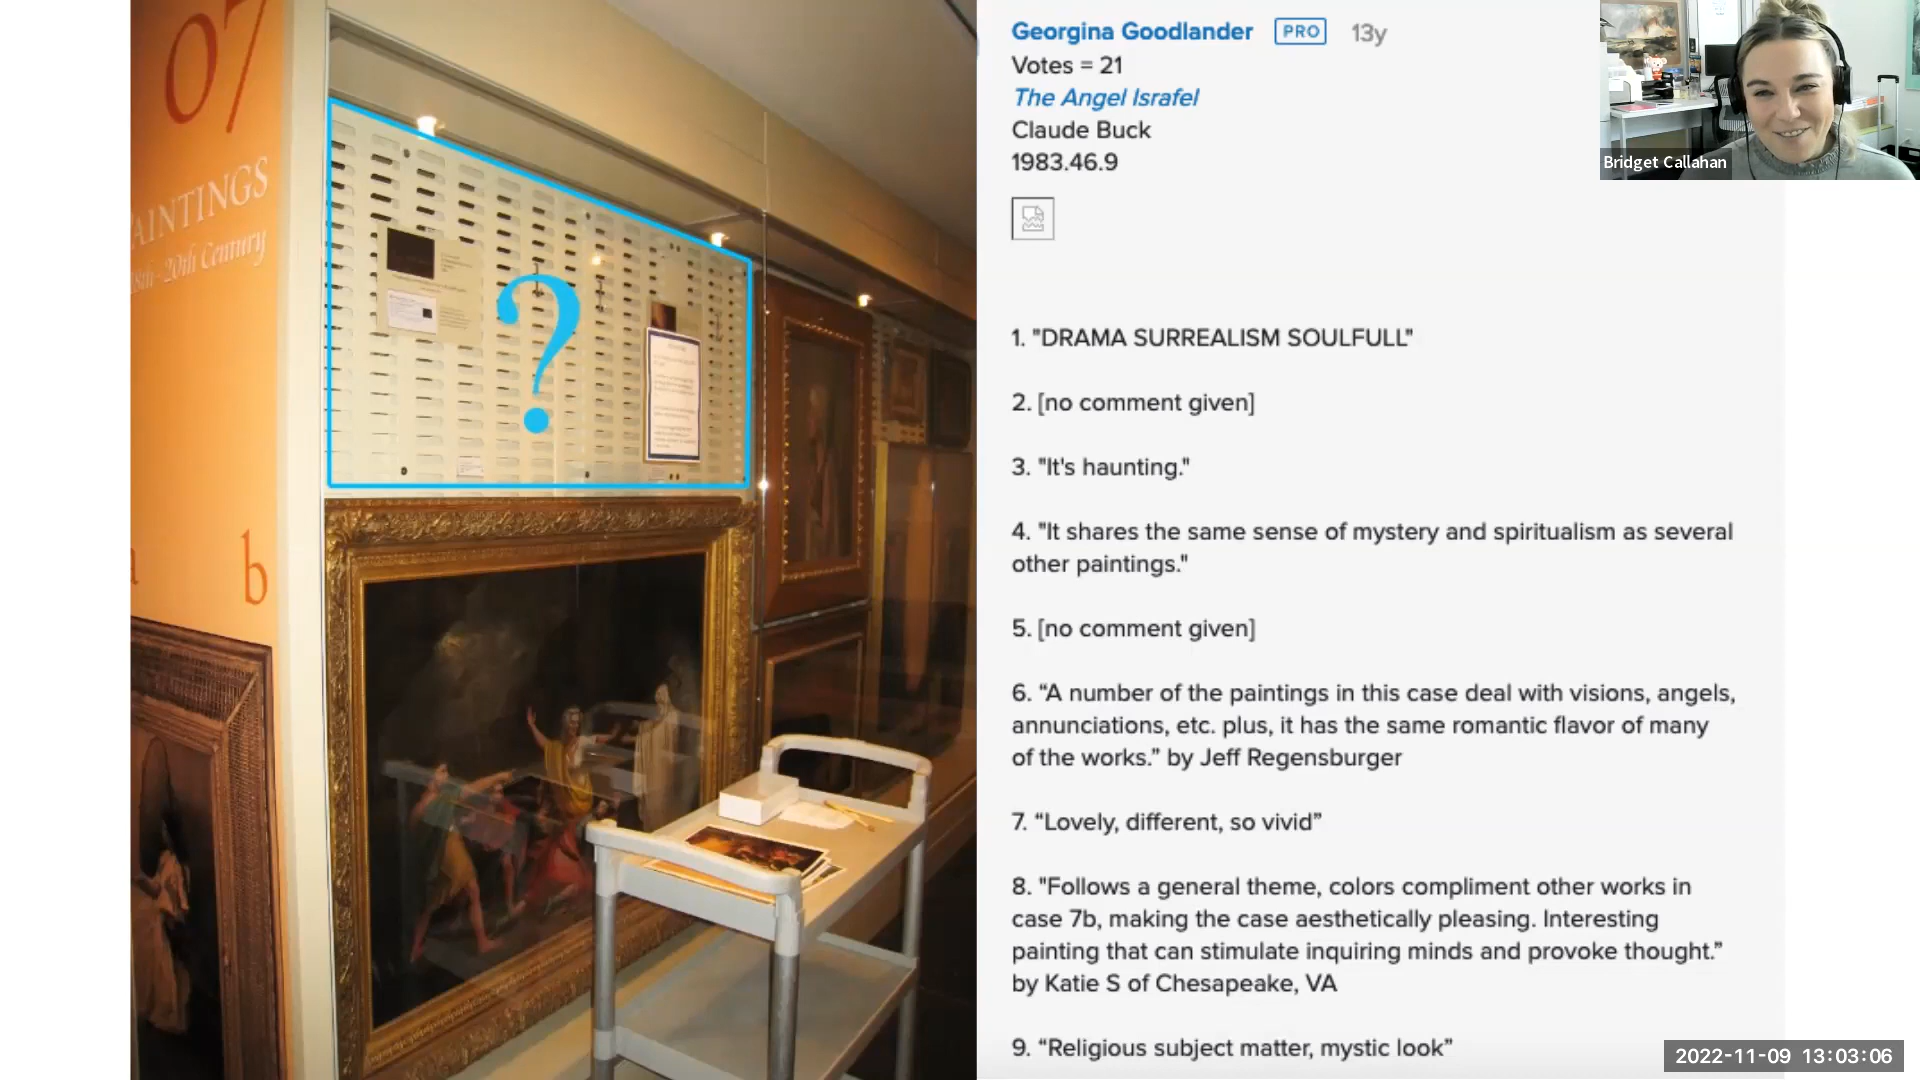 07
PAINTINGS
18th-20th Century
b
?
Georgina Goodlander PRO 13y
Votes = 21
The Angel Israfel
Claude Buck
1983.46.9
1. "DRAMA SURREALISM SOULFULL"
2. [no comment given]
3. "It's haunting."
4. "It shares the same sense of mystery and spiritualism as several
other paintings."
5. [no comment given]
6. “A number of the paintings in this case deal with visions, angels,
annunciations, etc. plus, it has the same romantic flavor of many
of the works.” by Jeff Regensburger
7. “Lovely, different, so vivid”
8. "Follows a general theme, colors compliment other works in
case 7b, making the case aesthetically pleasing. Interesting
painting that can stimulate inquiring minds and provoke thought.”
by Katie S of Chesapeake, VA
9. “Religious subject matter, mystic look”
Bridget Callahan
2022-11-09 13:03:06